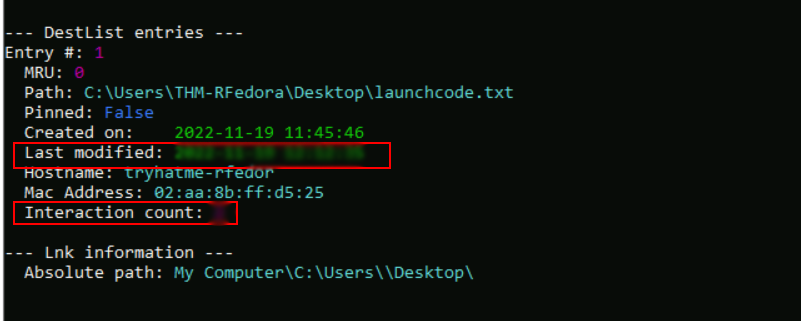 --- DestList entries ---
Entry #: 1
MRU: 0
Path: C:\Users\THM-RFedora\Desktop\launchcode.txt
Pinned: False
Created on: 2022-11-19 11:45:46
Last modified:
Hostname: tryhatme-rfedor
Mac Address: 02:aa:8b:ff:d5:25
Interaction count:
--- Lnk information ---
Absolute path: My Computer\C:\Users\\Desktop\